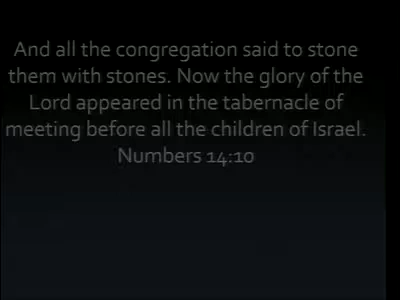 And all the congregation said to stone
them with stones. Now the glory of the
Lord appeared in the tabernacle of
meeting before all the children of Israel.
Numbers 14:10